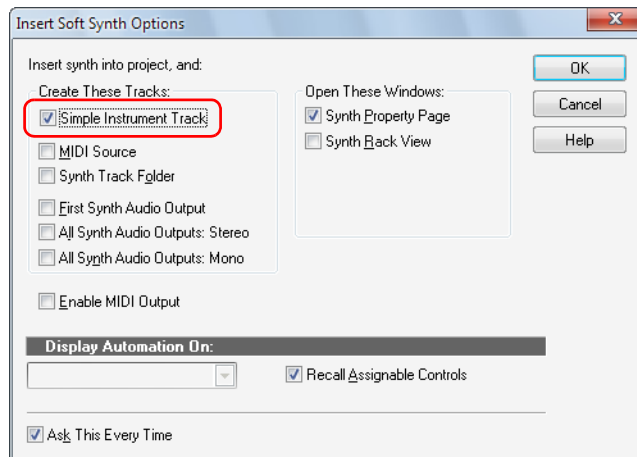 Insert Soft Synth Options
Insert synth into project, and:
Create These Tracks:
Simple Instrument Track
MIDI Source
Synth Track Folder
First Synth Audio Output
All Synth Audio Outputs: Stereo
All Synth Audio Outputs: Mono
Enable MIDI Output
Open These Windows:
Synth Property Page
Synth Rack View
OK
Cancel
Help
Display Automation On:
Recall Assignable Controls
Ask This Every Time